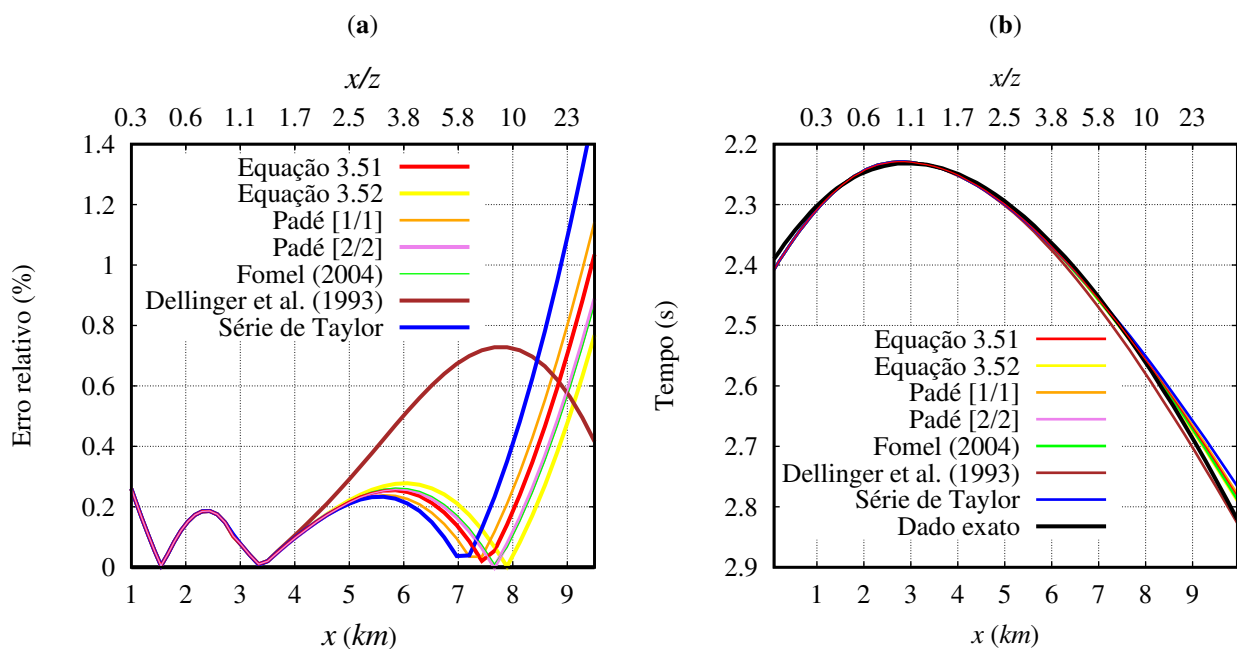 (a)
x/z
0.3 0.6 1.1 1.7 2.5 3.8 5.8 10 23
1.4
1.2
1
0.8
0.6
0.4
0.2
0
Erro relativo (%)
Equação 3.51
Equação 3.52
Padé [1/1]
Padé [2/2]
Fomel (2004)
Dellinger et al. (1993)
Série de Taylor
1 2 3 4 5 6 7 8 9
x (km)
(b)
x/z
0.3 0.6 1.1 1.7 2.5 3.8 5.8 10 23
2.2
2.3
2.4
2.5
2.6
2.7
2.8
2.9
Tempo (s)
Equação 3.51
Equação 3.52
Padé [1/1]
Padé [2/2]
Fomel (2004)
Dellinger et al. (1993)
Série de Taylor
Dado exato
1 2 3 4 5 6 7 8 9
x (km)